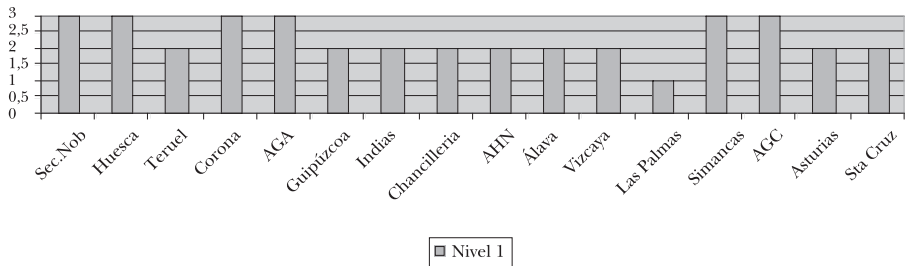 3
2,5
2
1,5
1
0,5
0
Sec.Nob
Huesca
Teruel
Corona
AGA
Guipúzcoa
Indias
Chancilleria
AHN
Álava
Vizcaya
Las Palmas
Simancas
AGC
Asturias
Sta Cruz
Nivel 1